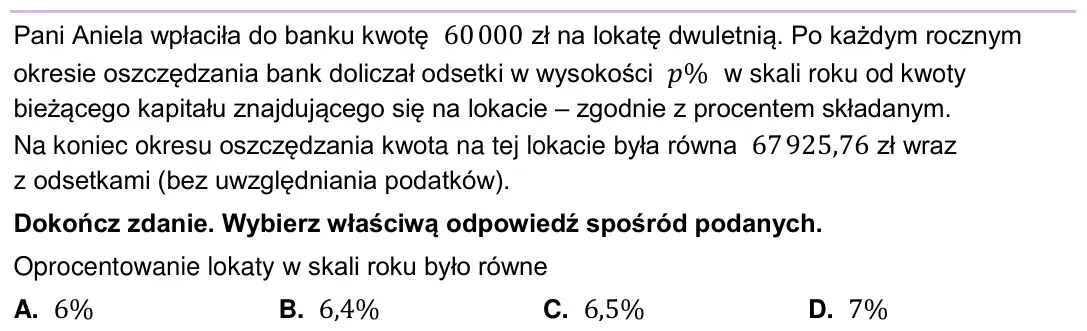 Pani Aniela wpłaciła do banku kwotę 60 000 zł na lokatę dwuletnią. Po każdym rocznym
okresie oszczędzania bank doliczał odsetki w wysokości p% w skali roku od kwoty
bieżącego kapitału znajdującego się na lokacie – zgodnie z procentem składanym.
Na koniec okresu oszczędzania kwota na tej lokacie była równa 67 925,76 zł wraz
z odsetkami (bez uwzględniania podatków).
Dokończ zdanie. Wybierz właściwą odpowiedź spośród podanych.
Oprocentowanie lokaty w skali roku było równe
A. 6% B. 6,4% C. 6,5% D. 7%